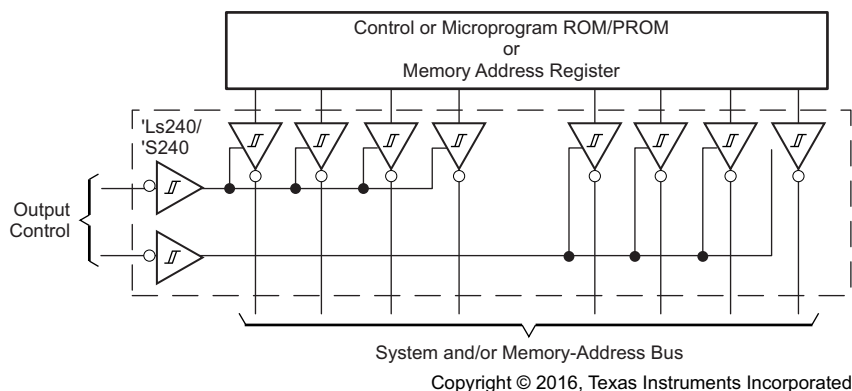 Control or Microprogram ROM/PROM
or
Memory Address Register
'Ls240/
'S240
Output
Control
System and/or Memory-Address Bus
Copyright © 2016, Texas Instruments Incorporated